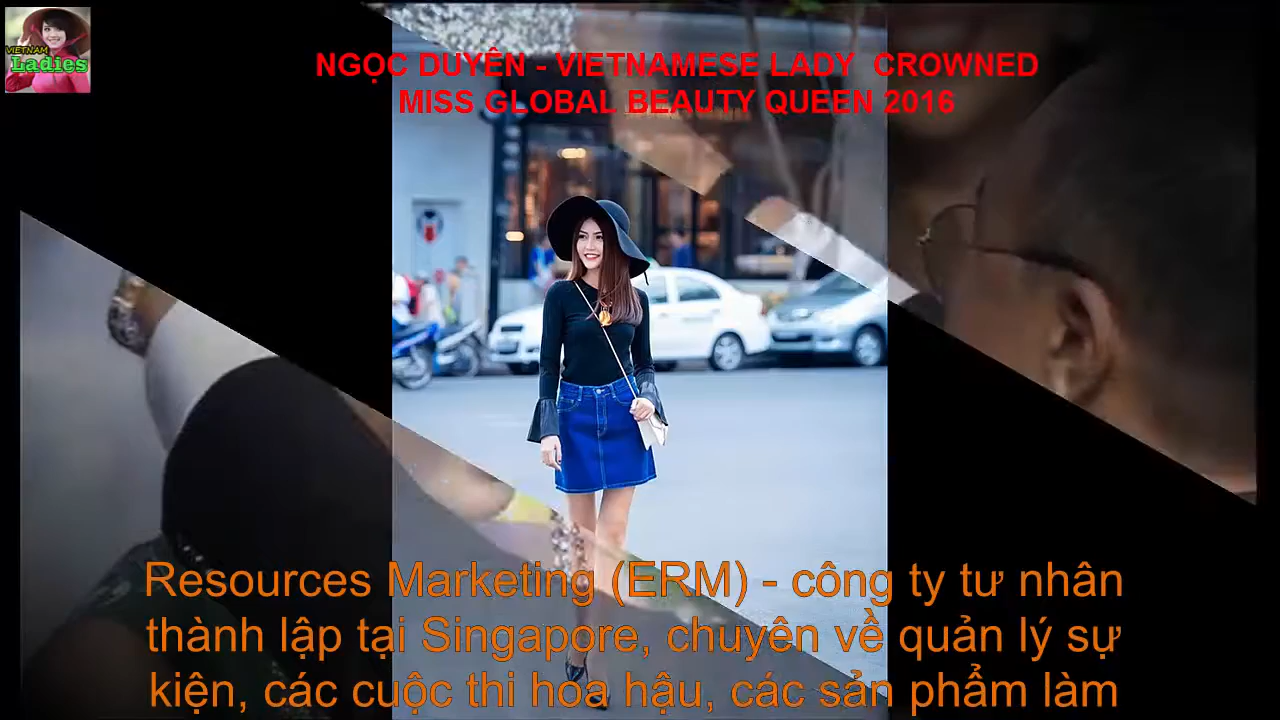 VIETNAM
Ladies
NGỌC DUYÊN - VIETNAMESE LADY CROWNED
MISS GLOBAL BEAUTY QUEEN 2016
Resources Marketing (ERM) - công ty tư nhân
thành lập tại Singapore, chuyên về quản lý sự
kiện, các cuộc thi hoa hậu, các sản phẩm làm